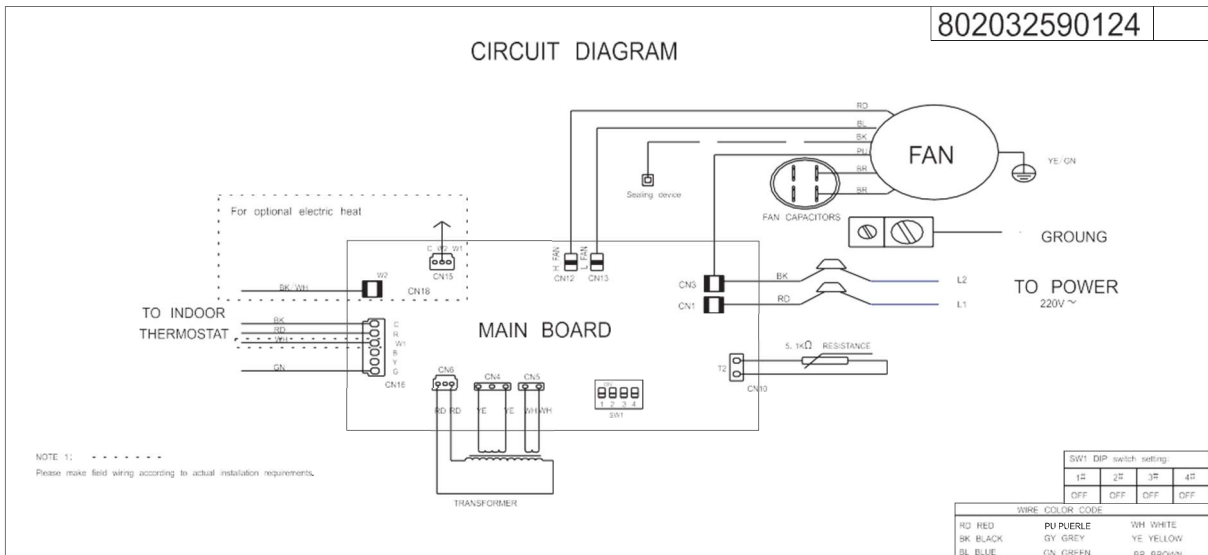 802032590124
CIRCUIT DIAGRAM
RD
BL
BK
PU
FAN
YE/GN
BR
BR
Sealing device
FAN CAPACITORS
For optional electric heat
GROUNG
C W2 W1
CN15
H FAN
L FAN
CN12
CN13
W2
BK/WH
CN18
CN3
BK
L2
TO POWER
220V ~
CN1
RD
L1
TO INDOOR
THERMOSTAT
BK
RD
WH
GN
C
R
W1
B
Y
G
CN16
MAIN BOARD
5.1KΩ RESISTANCE
T2
CN10
CN6
CN4
CN5
RD RD
YE
YE
WH WH
ON
1 2 3 4
SW1
TRANSFORMER
NOTE 1: - - - - - - -
Please make field wiring according to actual installation requirements.
SW1 DIP switch setting:
1# 2# 3# 4#
OFF OFF OFF OFF
WIRE COLOR CODE
RD RED PU PUERLE WH WHITE
BK BLACK GY GREY YE YELLOW
BL BLUE GN GREEN BR BROWN